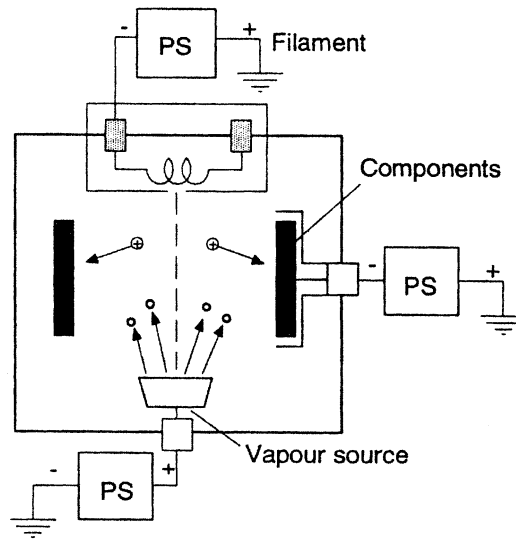 - PS + Filament
Components
- PS +
Vapour source
- PS +